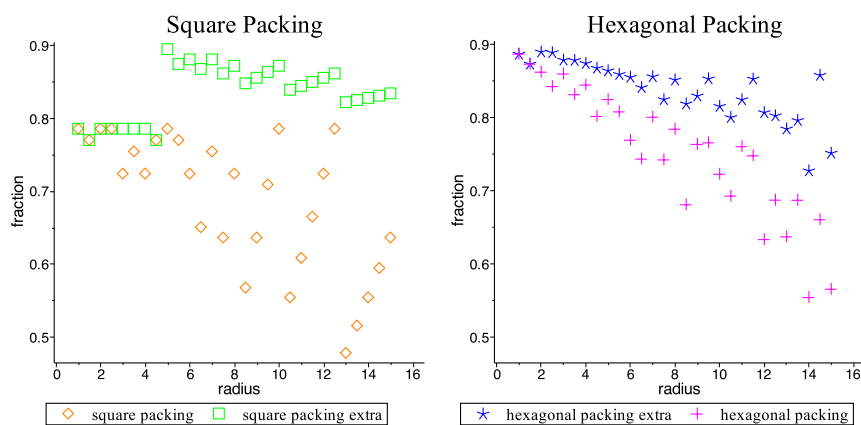 Square Packing
0.9
0.8
0.7
0.6
0.5
fraction
0 2 4 6 8 10 12 14 16
radius
square packing square packing extra
Hexagonal Packing
0.9
0.8
0.7
0.6
0.5
fraction
0 2 4 6 8 10 12 14 16
radius
hexagonal packing extra hexagonal packing